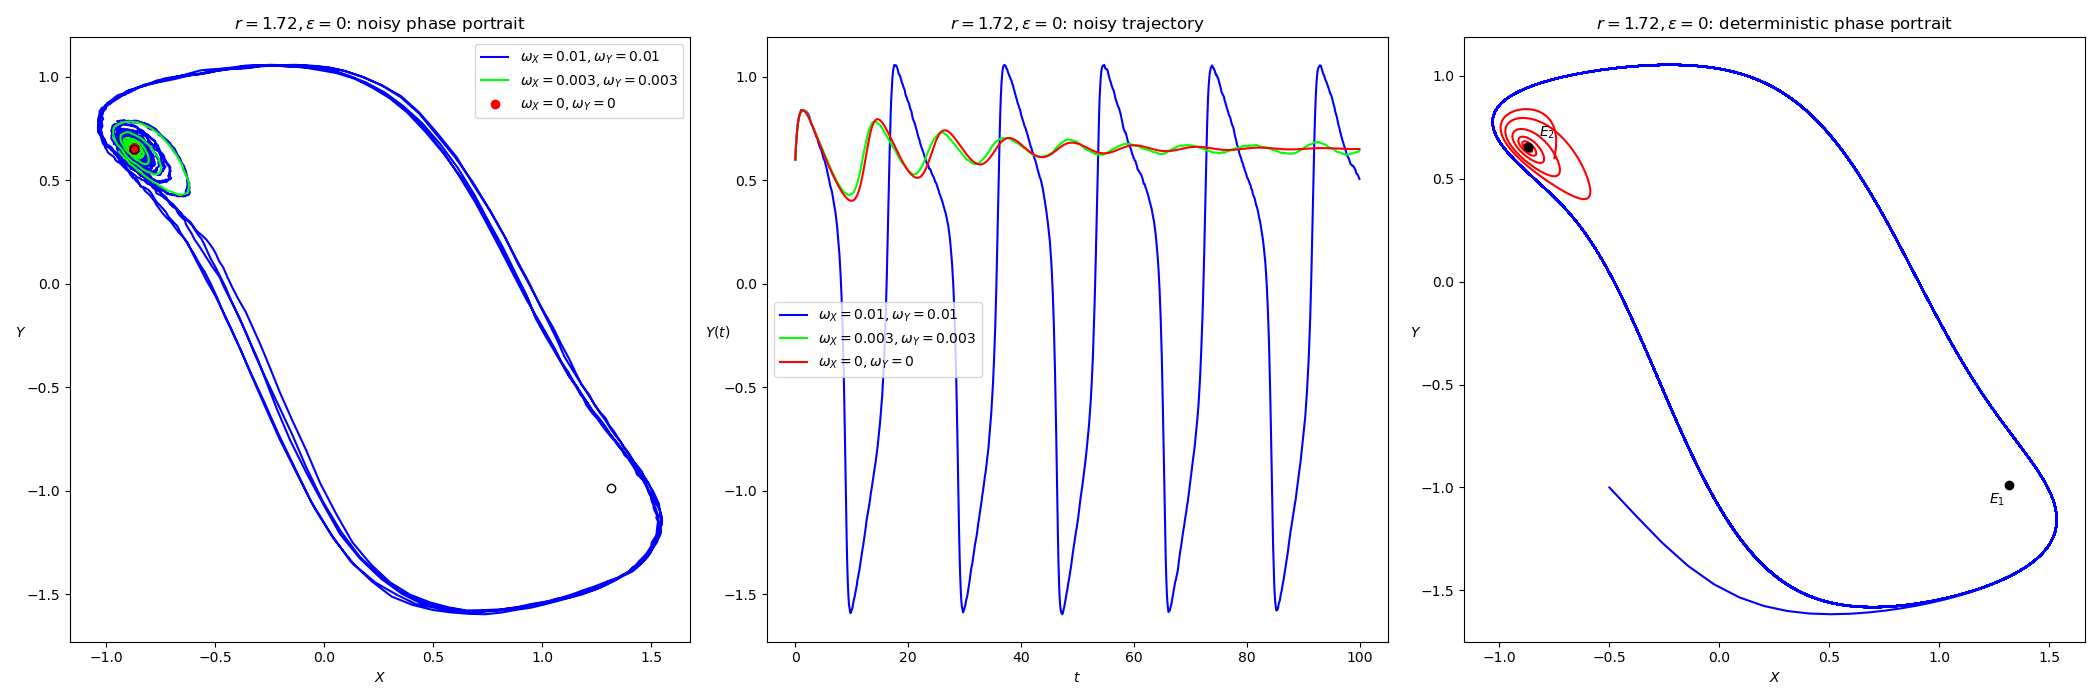 r = 1.72, ε = 0: noisy phase portrait
1.0
0.5
0.0
−0.5
−1.0
−1.5
Y
−1.0 −0.5 0.0 0.5 1.0 1.5
X
ω_X = 0.01, ω_Y = 0.01
ω_X = 0.003, ω_Y = 0.003
ω_X = 0, ω_Y = 0
r = 1.72, ε = 0: noisy trajectory
1.0
0.5
0.0
−0.5
−1.0
−1.5
Y(t)
0 20 40 60 80 100
t
ω_X = 0.01, ω_Y = 0.01
ω_X = 0.003, ω_Y = 0.003
ω_X = 0, ω_Y = 0
r = 1.72, ε = 0: deterministic phase portrait
1.0
0.5
0.0
−0.5
−1.0
−1.5
Y
−1.0 −0.5 0.0 0.5 1.0 1.5
X
E_2
E_1